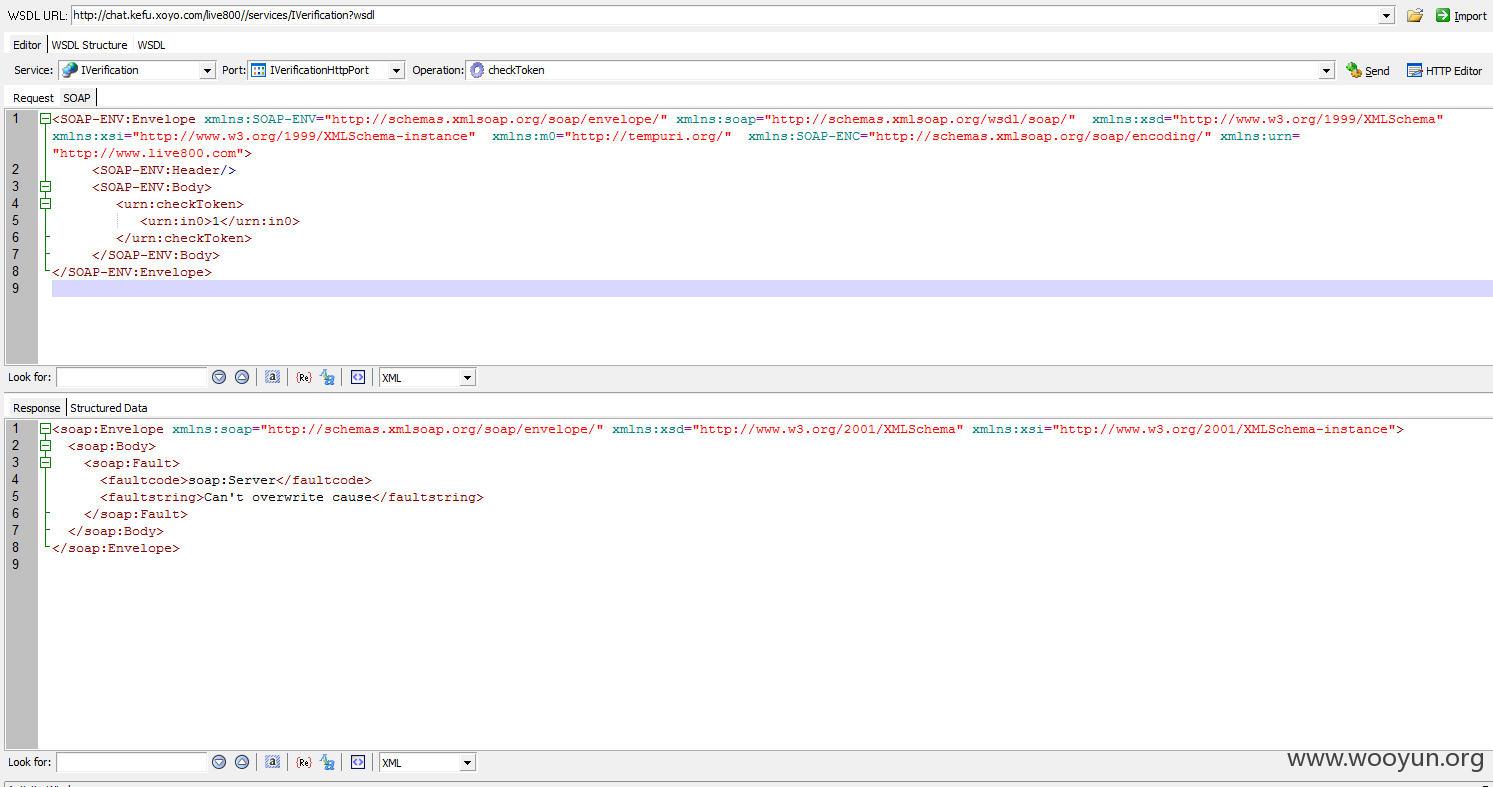 WSDL URL: http://chat.kefu.xoyo.com/live800//services/IVerification?wsdl Import
Editor WSDL Structure WSDL
Service: IVerification Port: IVerificationHttpPort Operation: checkToken Send HTTP Editor
Request SOAP
1 <SOAP-ENV:Envelope xmlns:SOAP-ENV="http://schemas.xmlsoap.org/soap/envelope/" xmlns:soap="http://schemas.xmlsoap.org/wsdl/soap/" xmlns:xsd="http://www.w3.org/1999/XMLSchema"
xmlns:xsi="http://www.w3.org/1999/XMLSchema-instance" xmlns:m0="http://tempuri.org/" xmlns:SOAP-ENC="http://schemas.xmlsoap.org/soap/encoding/" xmlns:urn=
"http://www.live800.com">
2 <SOAP-ENV:Header/>
3 <SOAP-ENV:Body>
4 <urn:checkToken>
5 <urn:in0>1</urn:in0>
6 </urn:checkToken>
7 </SOAP-ENV:Body>
8 </SOAP-ENV:Envelope>
9
Look for: a {Re} XML
Response Structured Data
1 <soap:Envelope xmlns:soap="http://schemas.xmlsoap.org/soap/envelope/" xmlns:xsd="http://www.w3.org/2001/XMLSchema" xmlns:xsi="http://www.w3.org/2001/XMLSchema-instance">
2 <soap:Body>
3 <soap:Fault>
4 <faultcode>soap:Server</faultcode>
5 <faultstring>Can't overwrite cause</faultstring>
6 </soap:Fault>
7 </soap:Body>
8 </soap:Envelope>
9
Look for: a {Re} XML
www.wooyun.org